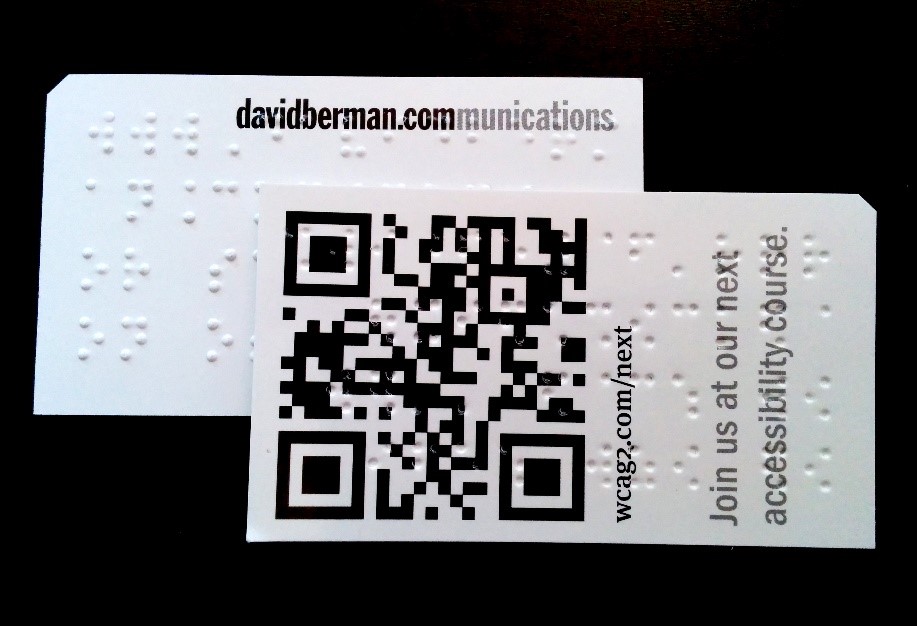 davidberman.communications
wcag2.com/next
Join us at our next
accessibility course.